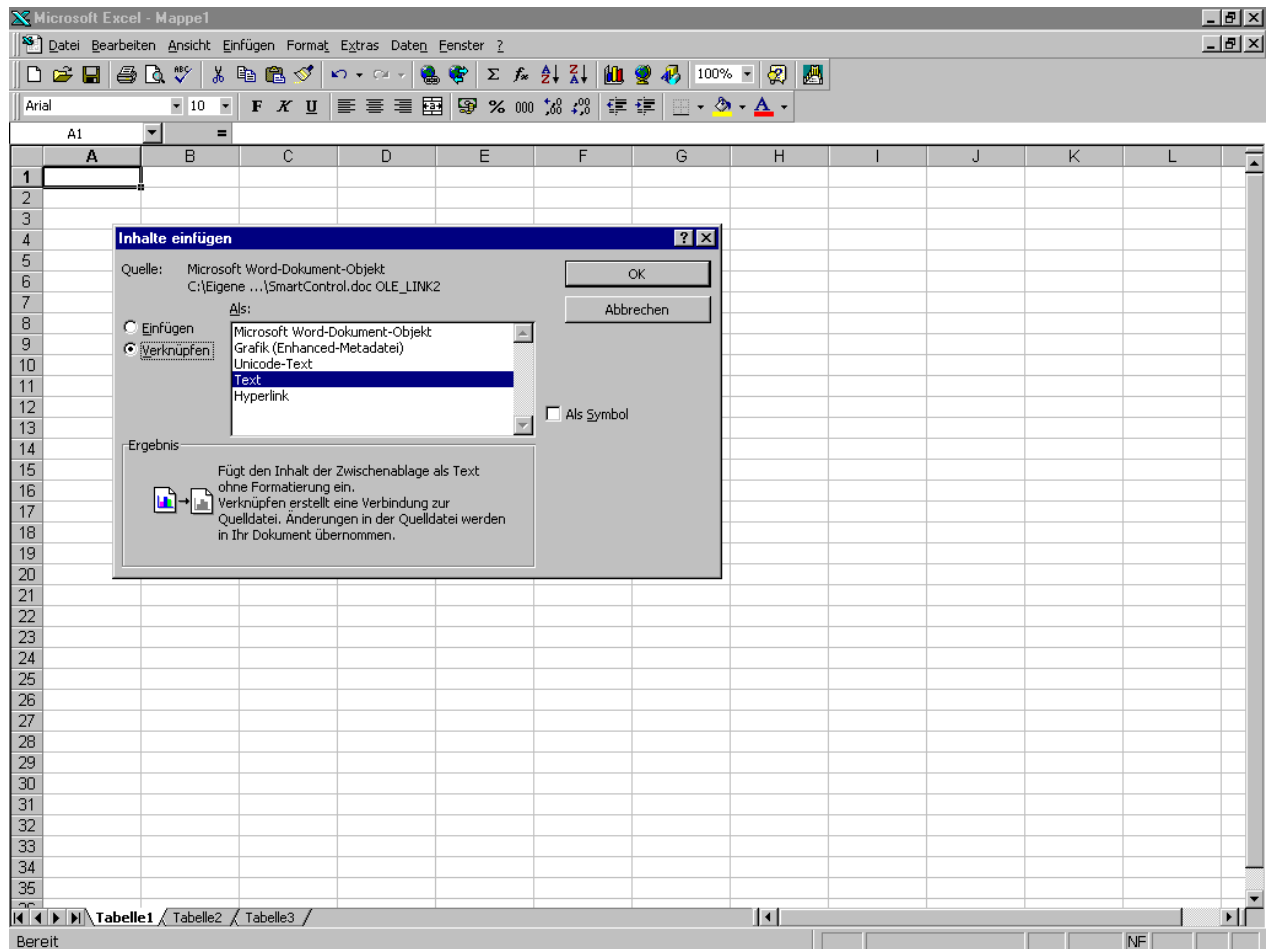 Microsoft Excel - Mappe1
Datei Bearbeiten Ansicht Einfügen Format Extras Daten Fenster ?
100%
Arial 10 F K U % 000
A1 =
A B C D E F G H I J K L
1
2
3
4
5
6
7
8
9
10
11
12
13
14
15
16
17
18
19
20
21
22
23
24
25
26
27
28
29
30
31
32
33
34
35
Inhalte einfügen
Quelle: Microsoft Word-Dokument-Objekt
C:\Eigene ...\SmartControl.doc OLE_LINK2
OK
Abbrechen
Als:
Einfügen
Verknüpfen
Microsoft Word-Dokument-Objekt
Grafik (Enhanced-Metadatei)
Unicode-Text
Text
Hyperlink
Als Symbol
Ergebnis
Fügt den Inhalt der Zwischenablage als Text
ohne Formatierung ein.
Verknüpfen erstellt eine Verbindung zur
Quelldatei. Änderungen in der Quelldatei werden
in Ihr Dokument übernommen.
Tabelle1 Tabelle2 Tabelle3
Bereit NF